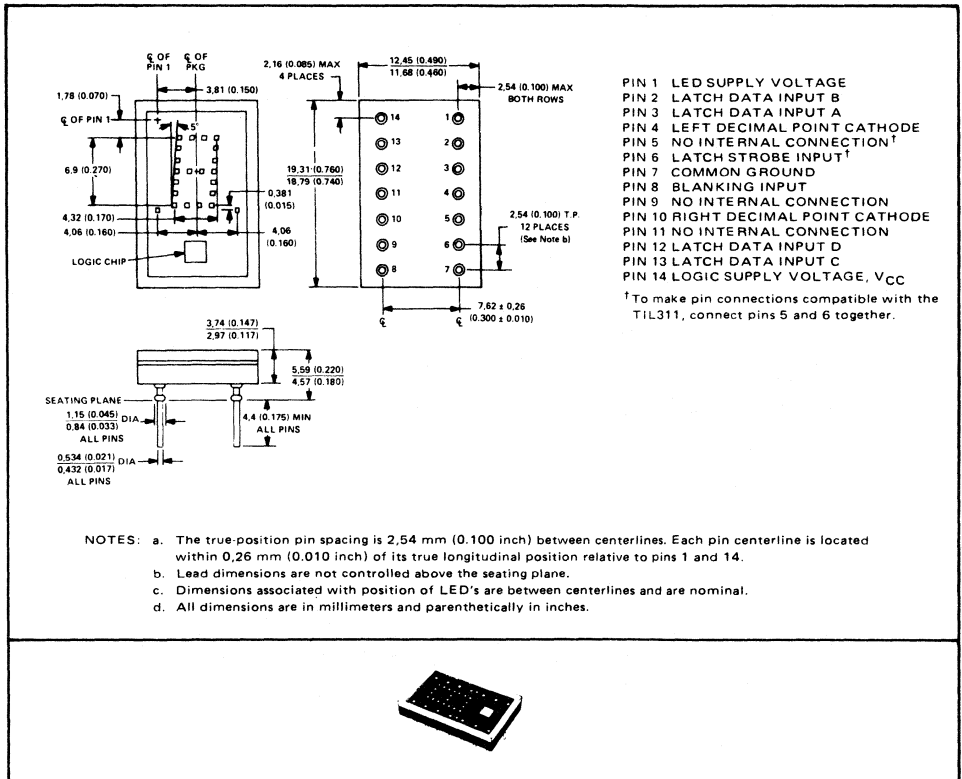 ℄ OF
PIN 1
℄ OF
PKG
3,81 (0.150)
1,78 (0.070)
℄ OF PIN 1
5°
6,9 (0.270)
0,381
(0.015)
4,32 (0.170)
4,06 (0.160)
4,06
(0.160)
LOGIC CHIP
2,16 (0.085) MAX
4 PLACES
12,45 (0.490)
11,68 (0.460)
2,54 (0.100) MAX
BOTH ROWS
14 1
13 2
12 3
11 4
10 5
9 6
8 7
19,31 (0.760)
18,79 (0.740)
2,54 (0.100) T.P.
12 PLACES
(See Note b)
7,62 ± 0,26
(0.300 ± 0.010)
℄ ℄
PIN 1 LED SUPPLY VOLTAGE
PIN 2 LATCH DATA INPUT B
PIN 3 LATCH DATA INPUT A
PIN 4 LEFT DECIMAL POINT CATHODE
PIN 5 NO INTERNAL CONNECTION†
PIN 6 LATCH STROBE INPUT†
PIN 7 COMMON GROUND
PIN 8 BLANKING INPUT
PIN 9 NO INTERNAL CONNECTION
PIN 10 RIGHT DECIMAL POINT CATHODE
PIN 11 NO INTERNAL CONNECTION
PIN 12 LATCH DATA INPUT D
PIN 13 LATCH DATA INPUT C
PIN 14 LOGIC SUPPLY VOLTAGE, VCC
†To make pin connections compatible with the
TIL311, connect pins 5 and 6 together.
3,74 (0.147)
2,97 (0.117)
5,59 (0.220)
4,57 (0.180)
SEATING PLANE
1,15 (0.045)
0,84 (0.033)
DIA
ALL PINS
4,4 (0.175) MIN
ALL PINS
0,534 (0.021)
0,432 (0.017)
DIA
ALL PINS
NOTES: a. The true-position pin spacing is 2,54 mm (0.100 inch) between centerlines. Each pin centerline is located
within 0,26 mm (0.010 inch) of its true longitudinal position relative to pins 1 and 14.
b. Lead dimensions are not controlled above the seating plane.
c. Dimensions associated with position of LED's are between centerlines and are nominal.
d. All dimensions are in millimeters and parenthetically in inches.